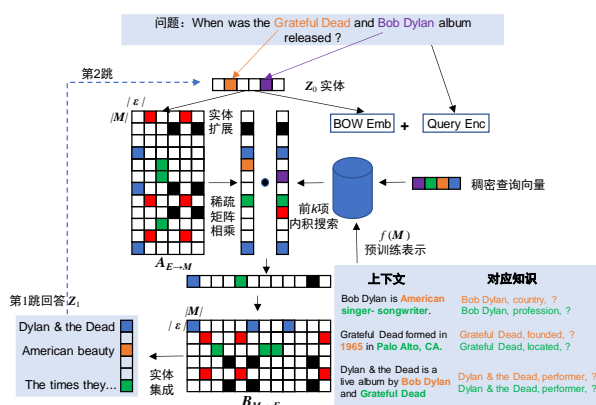 问题：When was the Grateful Dead and Bob Dylan album
released ?
第2跳
Z0 实体
|ε|
|M|
实体
扩展
BOW Emb + Query Enc
稀疏
矩阵
相乘
前k项
内积搜索
稠密查询向量
A E→M
f(M)
预训练表示
第1跳回答 Z1
Dylan & the Dead
American beauty
The times they…
|M|
|ε|
实体
集成
B M→E
上下文 对应知识
Bob Dylan is American
singer- songwriter.
Bob Dylan, country, ?
Bob Dylan, profession, ?
Grateful Dead formed in
1965 in Palo Alto, CA.
Grateful Dead, founded, ?
Grateful Dead, located, ?
Dylan & the Dead is a
live album by Bob Dylan
and Grateful Dead
Dylan & the Dead, performer, ?
Dylan & the Dead, performer, ?